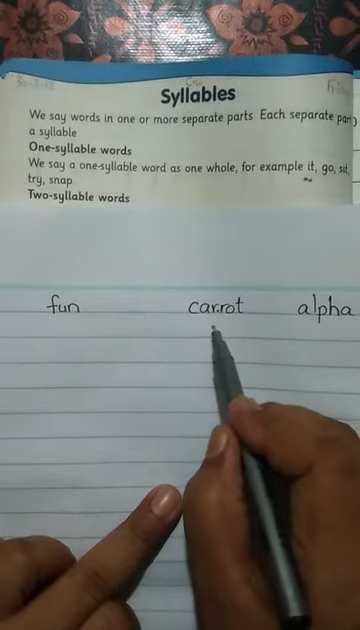 Syllables
We say words in one or more separate parts. Each separate part
a syllable
One-syllable words
We say a one-syllable word as one whole, for example it, go, sit,
try, snap
Two-syllable words
fun carrot alpha